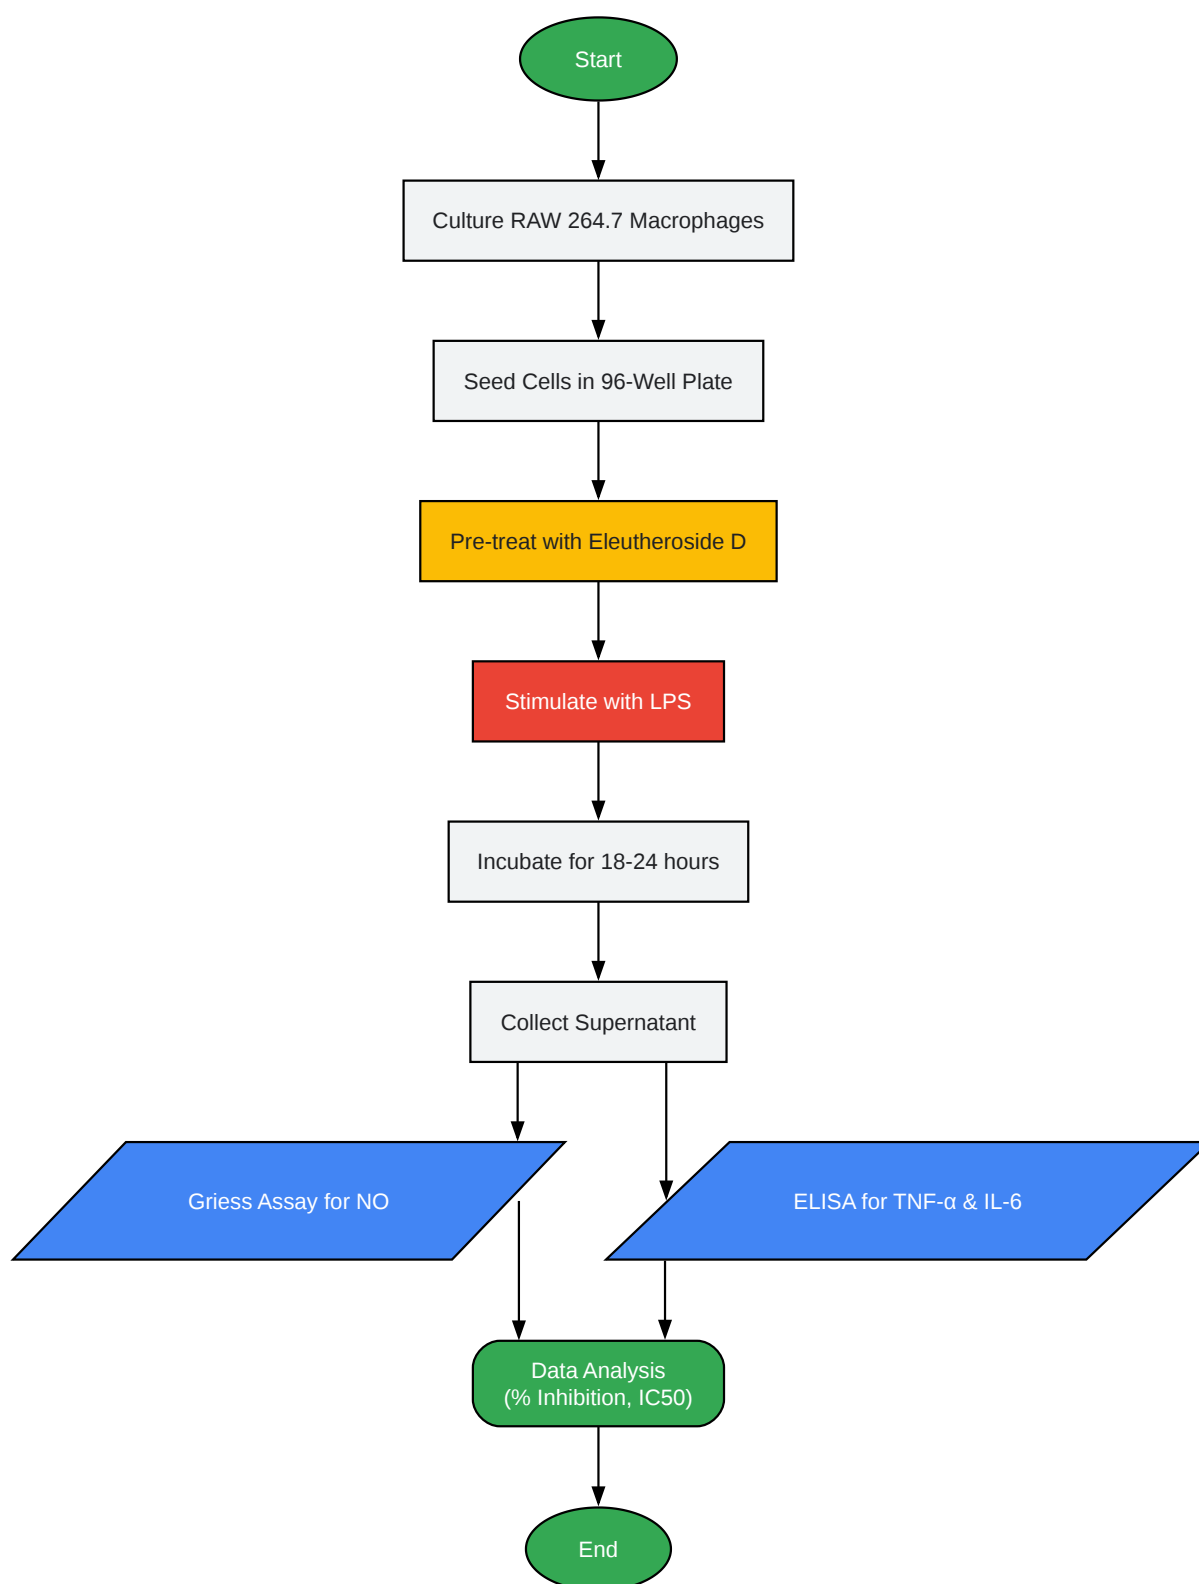 Start
Culture RAW 264.7 Macrophages
Seed Cells in 96-Well Plate
Pre-treat with Eleutheroside D
Stimulate with LPS
Incubate for 18-24 hours
Collect Supernatant
Griess Assay for NO
ELISA for TNF-α & IL-6
Data Analysis
(% Inhibition, IC50)
End